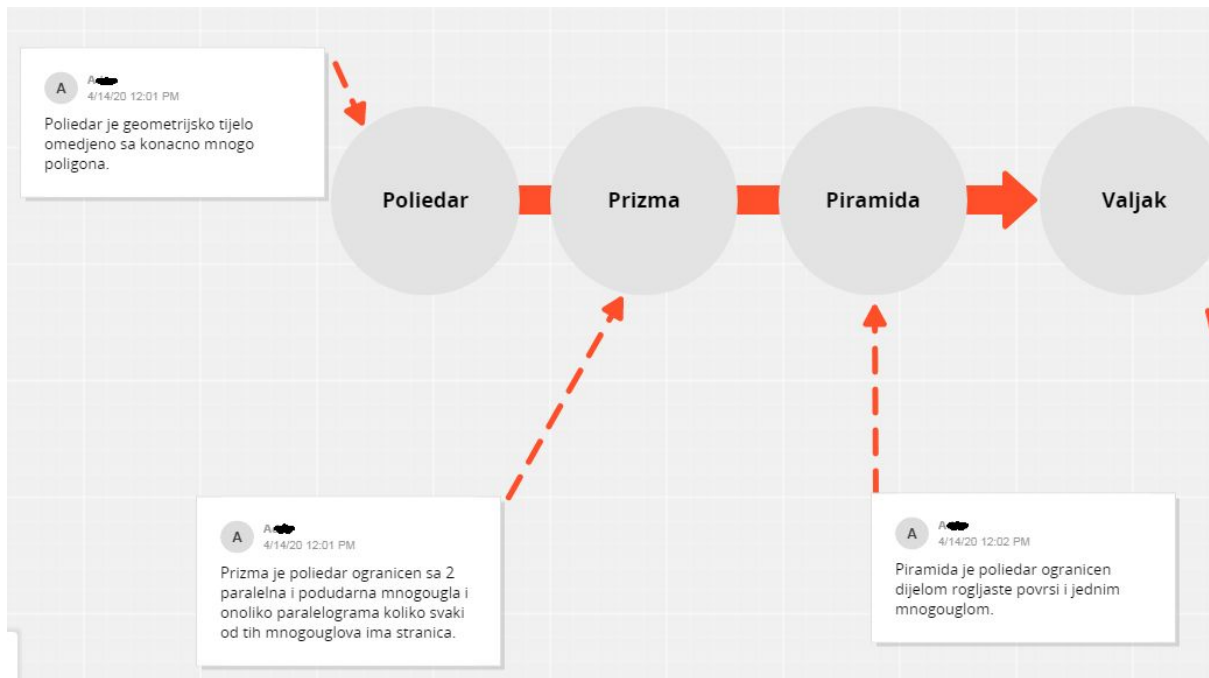 A
A
4/14/20 12:01 PM
Poliedar je geometrijsko tijelo
omedjeno sa konacno mnogo
poligona.
Poliedar
Prizma
Piramida
Valjak
A
A
4/14/20 12:01 PM
Prizma je poliedar ogranicen sa 2
paralelna i podudarna mnogougla i
onoliko paralelograma koliko svaki
od tih mnogouglova ima stranica.
A
A
4/14/20 12:02 PM
Piramida je poliedar ogranicen
dijelom rogljaste povrsi i jednim
mnogouglom.